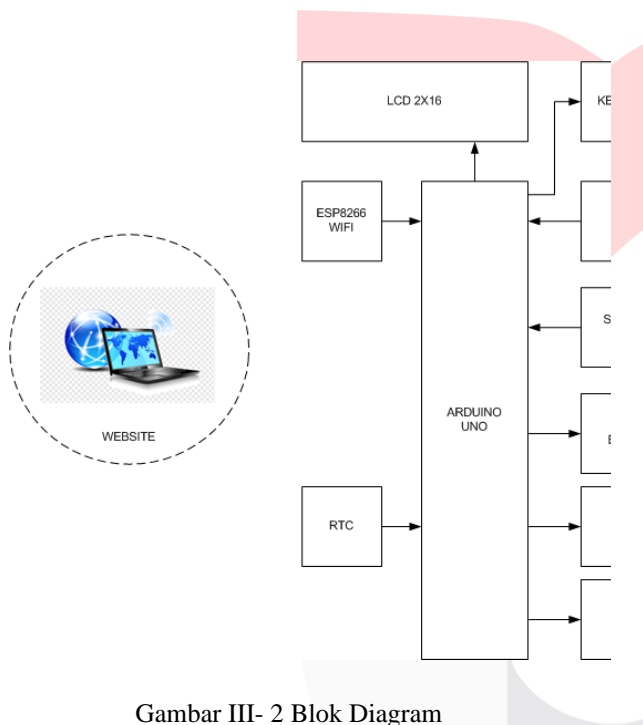 LCD 2X16
ESP8266
WIFI
WEBSITE
ARDUINO
UNO
RTC
Gambar III- 2 Blok Diagram